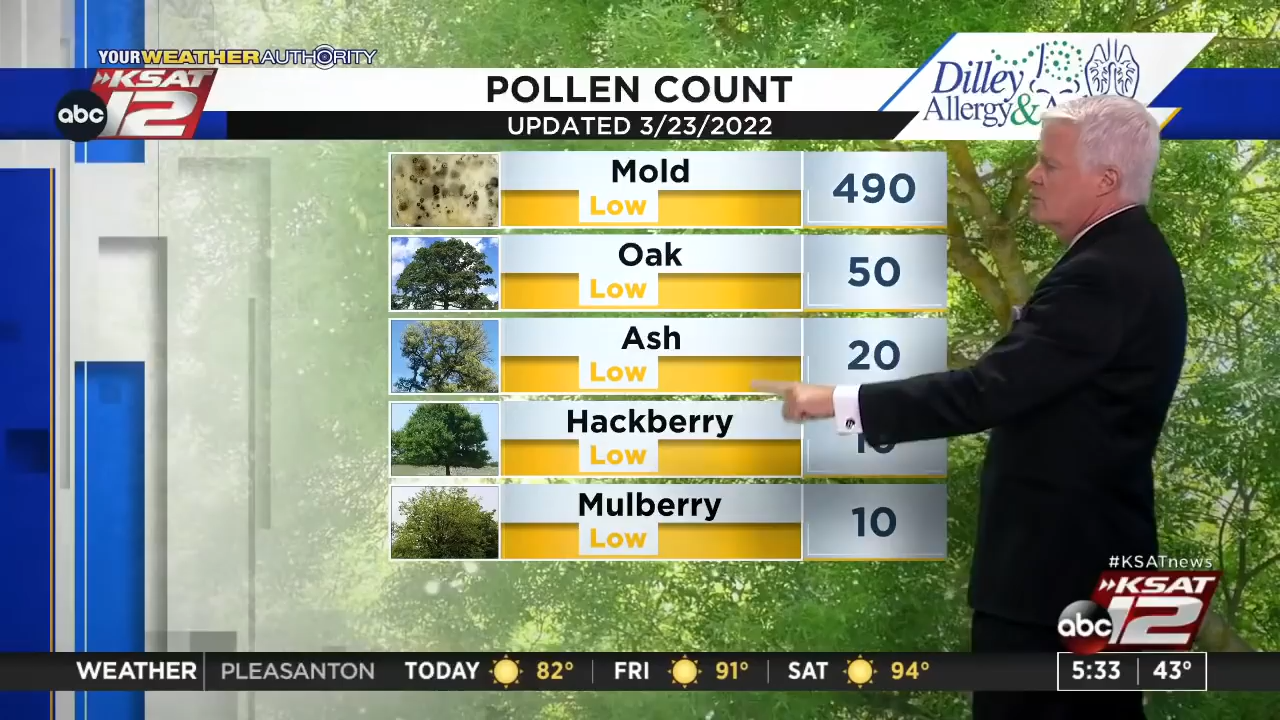 YOUR WEATHER AUTHORITY
KSAT
abc 12
POLLEN COUNT
UPDATED 3/23/2022
Dilley
Allergy &
Mold
Low
490
Oak
Low
50
Ash
Low
20
Hackberry
Low
Mulberry
Low
10
#KSATnews
KSAT
abc 12
WEATHER PLEASANTON TODAY 82° FRI 91° SAT 94° 5:33 43°